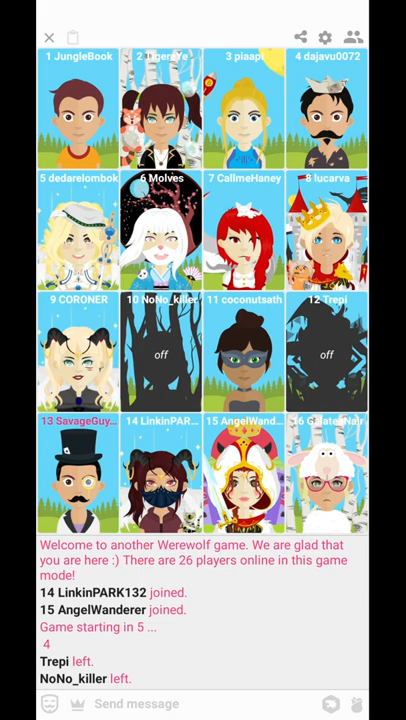 1 JungleBook
3 piaapi
4 dajavu0072
5 dedarelombok
6 Molves
7 CallmeHaney
8 lucarva
9 CORONER
10 NoNo_killer
off
11 coconutsath
12 Trepi
off
13 SavageGuy...
14 LinkinPAR...
15 AngelWand...
16
Welcome to another Werewolf game. We are glad that
you are here :) There are 26 players online in this game
mode!
14 LinkinPARK132 joined.
15 AngelWanderer joined.
Game starting in 5 ...
4
Trepi left.
NoNo_killer left.
Send message